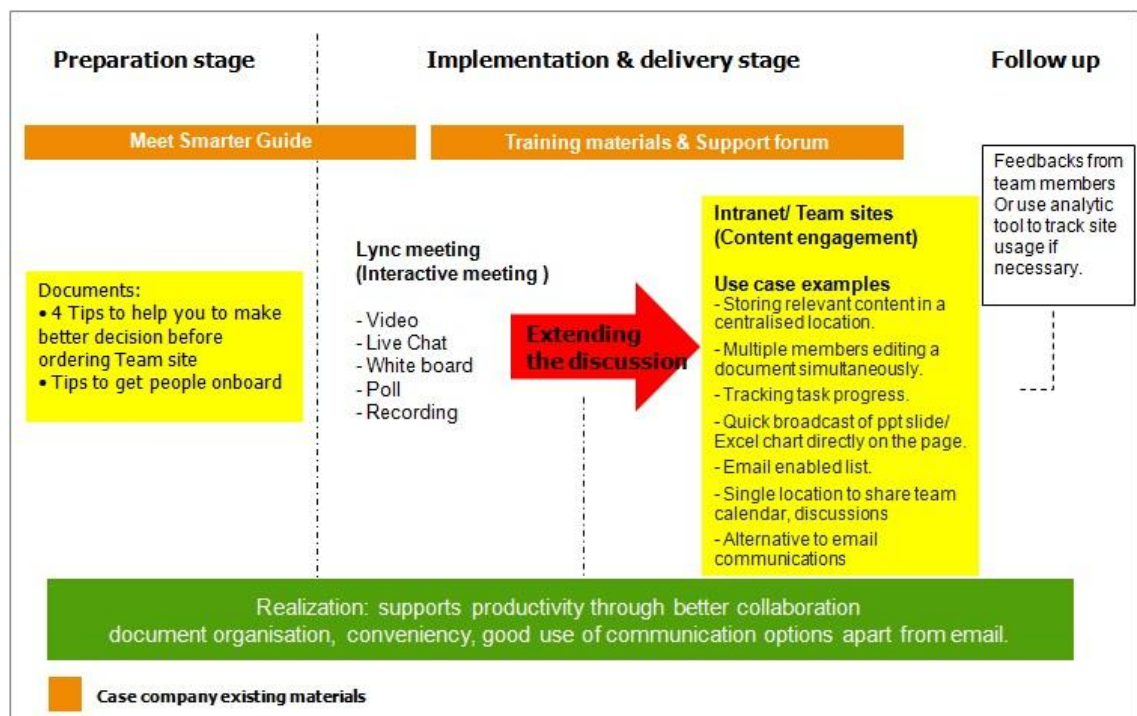 Preparation stage
Implementation & delivery stage
Follow up
Meet Smarter Guide
Training materials & Support forum
Feedbacks from
team members
Or use analytic
tool to track site
usage if
necessary.
Documents:
• 4 Tips to help you to make
better decision before
ordering Team site
• Tips to get people onboard
Lync meeting
(Interactive meeting )
- Video
- Live Chat
- White board
- Poll
- Recording
Extending
the discussion
Intranet/ Team sites
(Content engagement)
Use case examples
- Storing relevant content in a
centralised location.
- Multiple members editing a
document simultaneously.
- Tracking task progress.
- Quick broadcast of ppt slide/
Excel chart directly on the page.
- Email enabled list.
- Single location to share team
calendar, discussions
- Alternative to email
communications
Realization: supports productivity through better collaboration
document organisation, conveniency, good use of communication options apart from email.
Case company existing materials